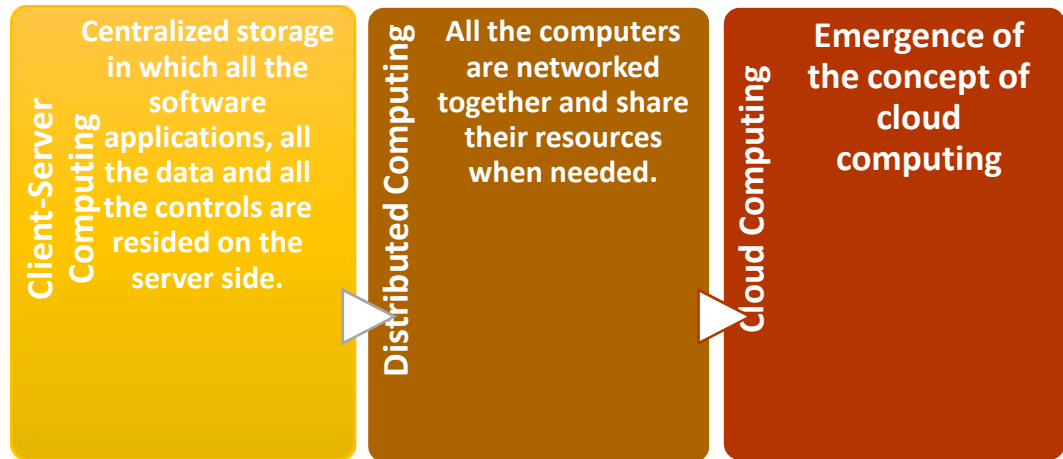 Client-Server
Computing
Centralized storage
in which all the
software
applications, all
the data and all
the controls are
resided on the
server side.
Distributed Computing
All the computers
are networked
together and share
their resources
when needed.
Cloud Computing
Emergence of
the concept of
cloud
computing